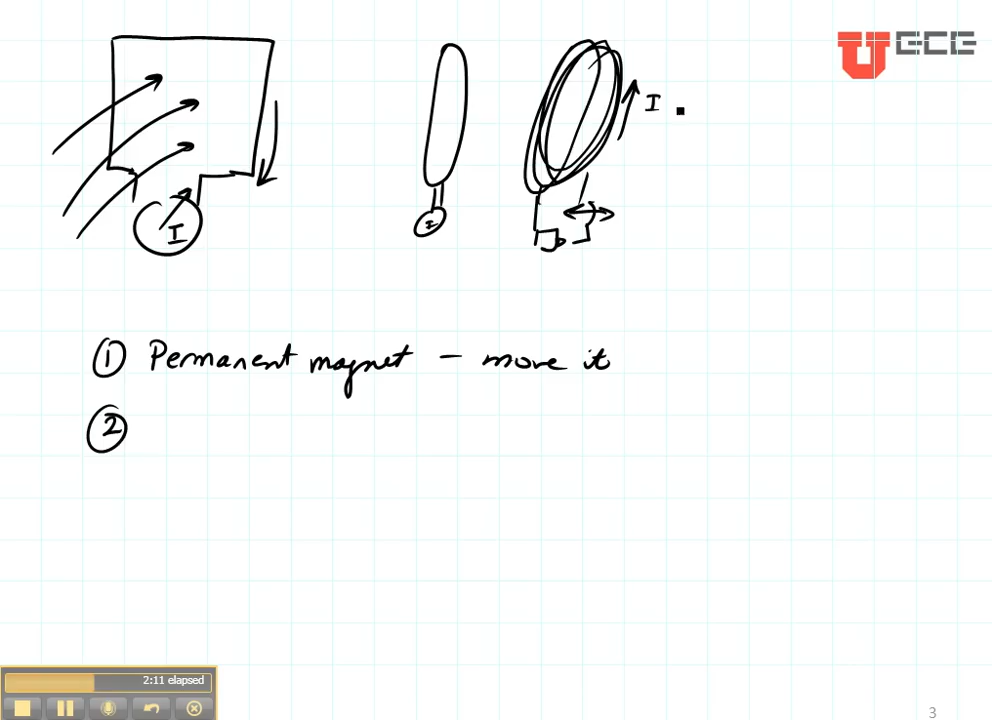 U ECE
I
I
I
① Permanent magnet – move it
②
2:11 elapsed
3